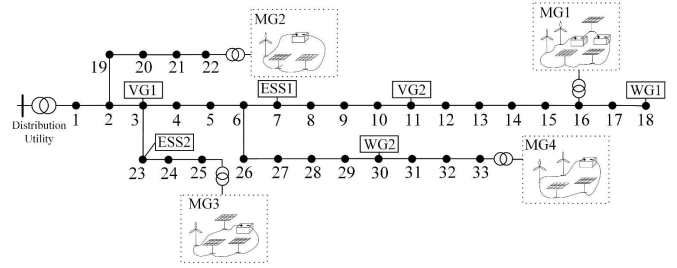 MG2
MG1
19 20 21 22
VG1 ESS1 VG2 WG1
1 2 3 4 5 6 7 8 9 10 11 12 13 14 15 16 17 18
Distribution
Utility
ESS2 WG2 MG4
23 24 25 26 27 28 29 30 31 32 33
MG3